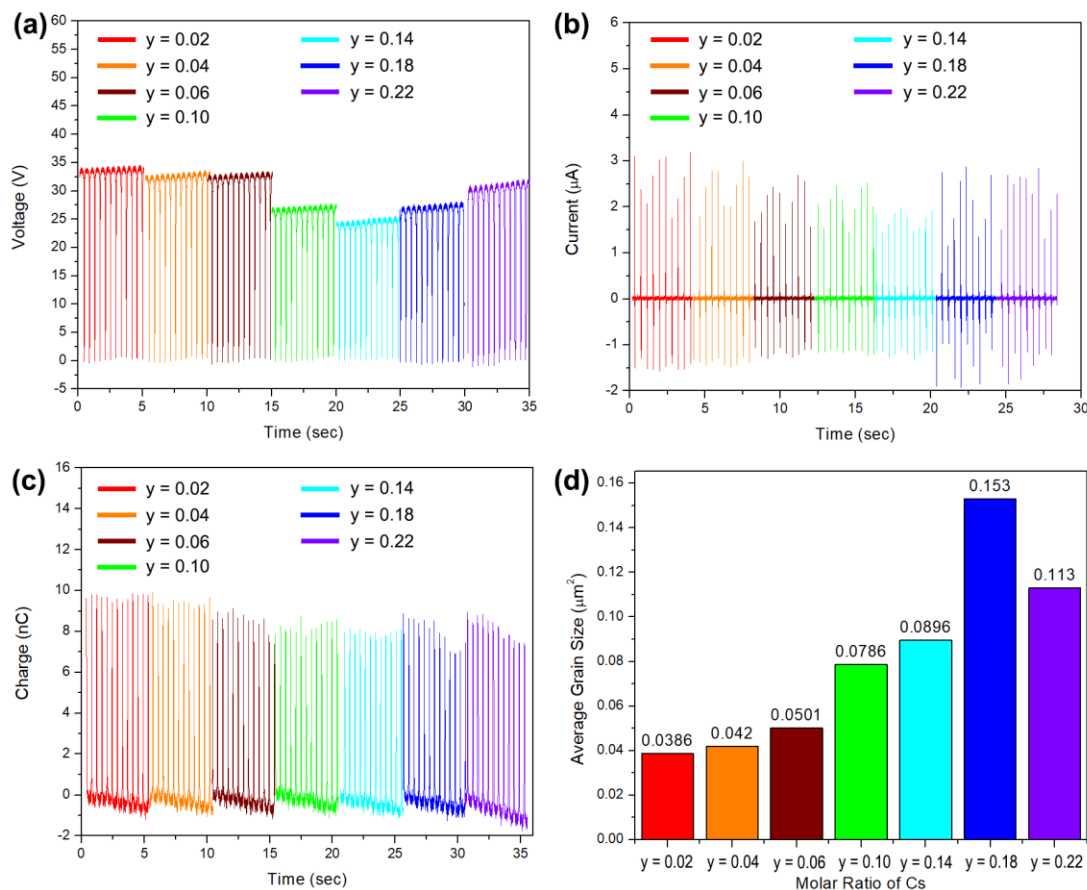 (a)
60
55
50
45
40
35
30
25
20
15
10
5
0
-5
Voltage (V)
y = 0.02
y = 0.04
y = 0.06
y = 0.10
y = 0.14
y = 0.18
y = 0.22
0 5 10 15 20 25 30 35
Time (sec)
(b)
6
5
4
3
2
1
0
-1
-2
Current (μA)
y = 0.02
y = 0.04
y = 0.06
y = 0.10
y = 0.14
y = 0.18
y = 0.22
0 5 10 15 20 25 30
Time (sec)
(c)
16
14
12
10
8
6
4
2
0
-2
Charge (nC)
y = 0.02
y = 0.04
y = 0.06
y = 0.10
y = 0.14
y = 0.18
y = 0.22
0 5 10 15 20 25 30 35
Time (sec)
(d)
0.16
0.14
0.12
0.10
0.08
0.06
0.04
0.02
0.00
Average Grain Size (μm²)
0.0386
0.042
0.0501
0.0786
0.0896
0.153
0.113
y = 0.02 y = 0.04 y = 0.06 y = 0.10 y = 0.14 y = 0.18 y = 0.22
Molar Ratio of Cs